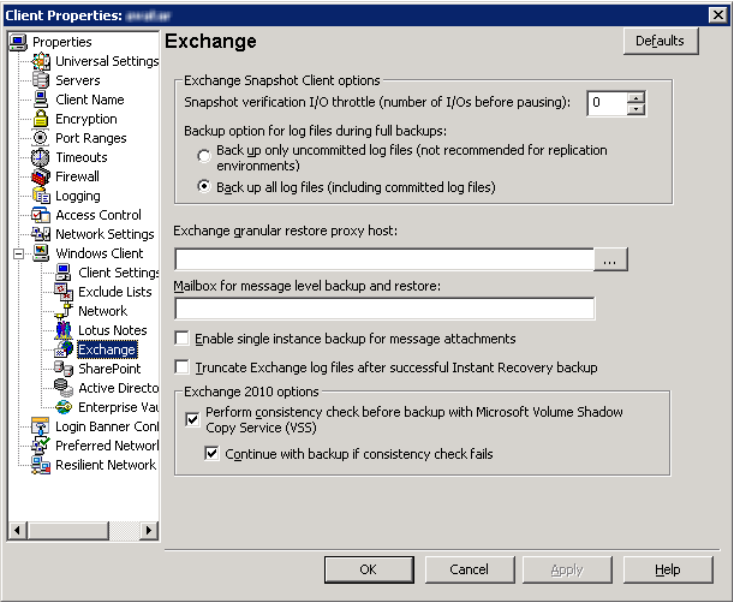 Client Properties:
Properties
Universal Settings
Servers
Client Name
Encryption
Port Ranges
Timeouts
Firewall
Logging
Access Control
Network Settings
Windows Client
Client Settings
Exclude Lists
Network
Lotus Notes
Exchange
SharePoint
Active Directo
Enterprise Vau
Login Banner Conf
Preferred Network
Resilient Network
Exchange
Defaults
Exchange Snapshot Client options
Snapshot verification I/O throttle (number of I/Os before pausing):
0
Backup option for log files during full backups:
Back up only uncommitted log files (not recommended for replication
environments)
Back up all log files (including committed log files)
Exchange granular restore proxy host:
...
Mailbox for message level backup and restore:
Enable single instance backup for message attachments
Truncate Exchange log files after successful Instant Recovery backup
Exchange 2010 options
Perform consistency check before backup with Microsoft Volume Shadow
Copy Service (VSS)
Continue with backup if consistency check fails
OK
Cancel
Apply
Help